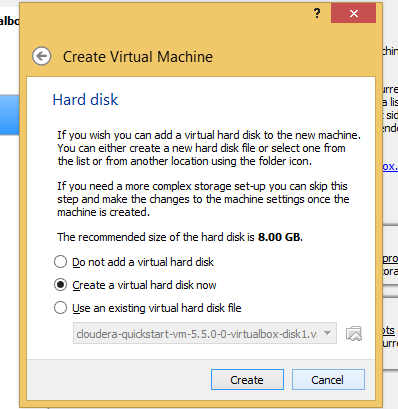 ?
Create Virtual Machine
Hard disk
If you wish you can add a virtual hard disk to the new machine.
You can either create a new hard disk file or select one from
the list or from another location using the folder icon.
If you need a more complex storage set-up you can skip this
step and make the changes to the machine settings once the
machine is created.
The recommended size of the hard disk is 8.00 GB.
Do not add a virtual hard disk
Create a virtual hard disk now
Use an existing virtual hard disk file
cloudera-quickstart-vm-5.5.0-0-virtualbox-disk1.v
Create
Cancel